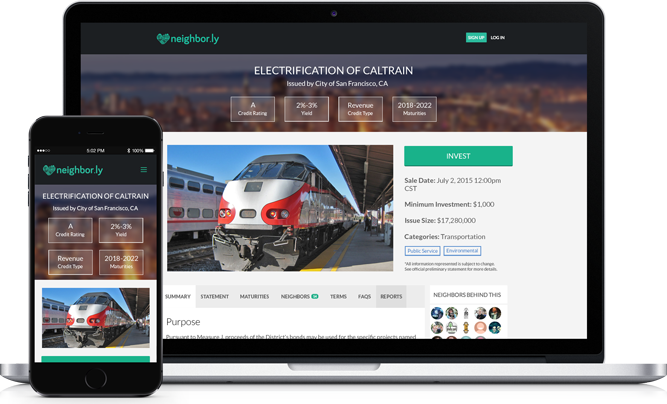 neighbor.ly
SIGN UP LOG IN
ELECTRIFICATION OF CALTRAIN
Issued by City of San Francisco, CA
A
Credit Rating
2%-3%
Yield
Revenue
Credit Type
2018-2022
Maturities
INVEST
Sale Date: July 2, 2015 12:00pm
CST
Minimum Investment: $1,000
Issue Size: $17,280,000
Categories: Transportation
Public Service Environmental
*All information represented is subject to change.
See official preliminary statement for more details.
SUMMARY STATEMENT MATURITIES NEIGHBORS TERMS FAQS REPORTS
NEIGHBORS BEHIND THIS
Purpose
Pursuant to Measure J, proceeds of the District's bonds may be used for the specific projects named
5:02 PM 100%
neighbor.ly
ELECTRIFICATION OF CALTRAIN
Issued by City of San Francisco, CA
A
Credit Rating
2%-3%
Yield
Revenue
Credit Type
2018-2022
Maturities